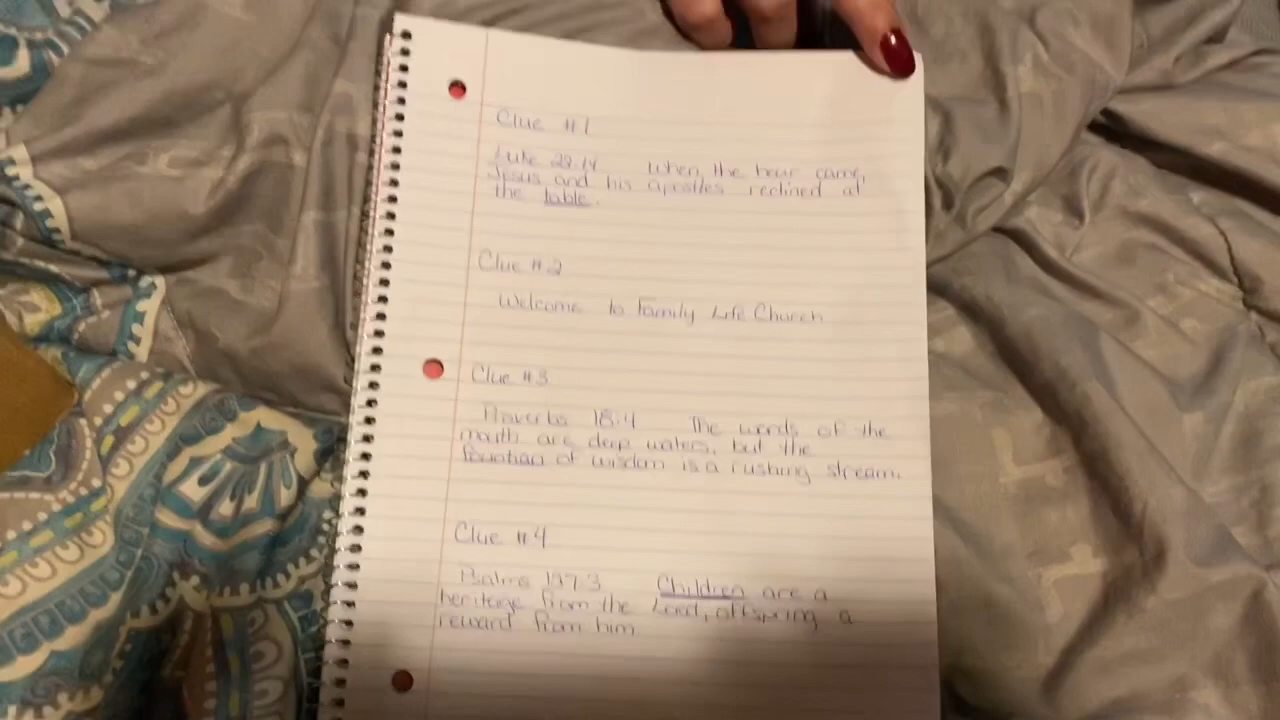 Clue #1
Luke 22:14 When the hour came,
Jesus and his apostles reclined at
the table.
Clue #2
Welcome to Family Life Church
Clue #3
Proverbs 18:4 The words of the
mouth are deep waters, but the
fountian of wisdom is a rushing stream.
Clue #4
Psalms 127 3 Children are a
heritage from the Lord, offspring a
reward from him